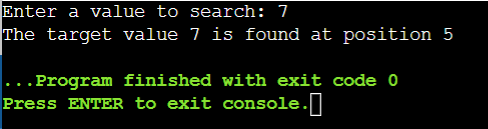 Enter a value to search: 7
The target value 7 is found at position 5
...Program finished with exit code 0
Press ENTER to exit console.